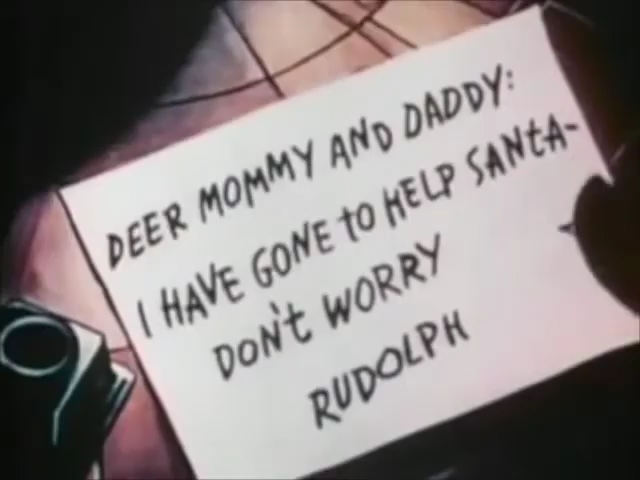 DEER MOMMY AND DADDY:
I HAVE GONE to HELP SANtA-
DON't WORRY
RUDOLPH